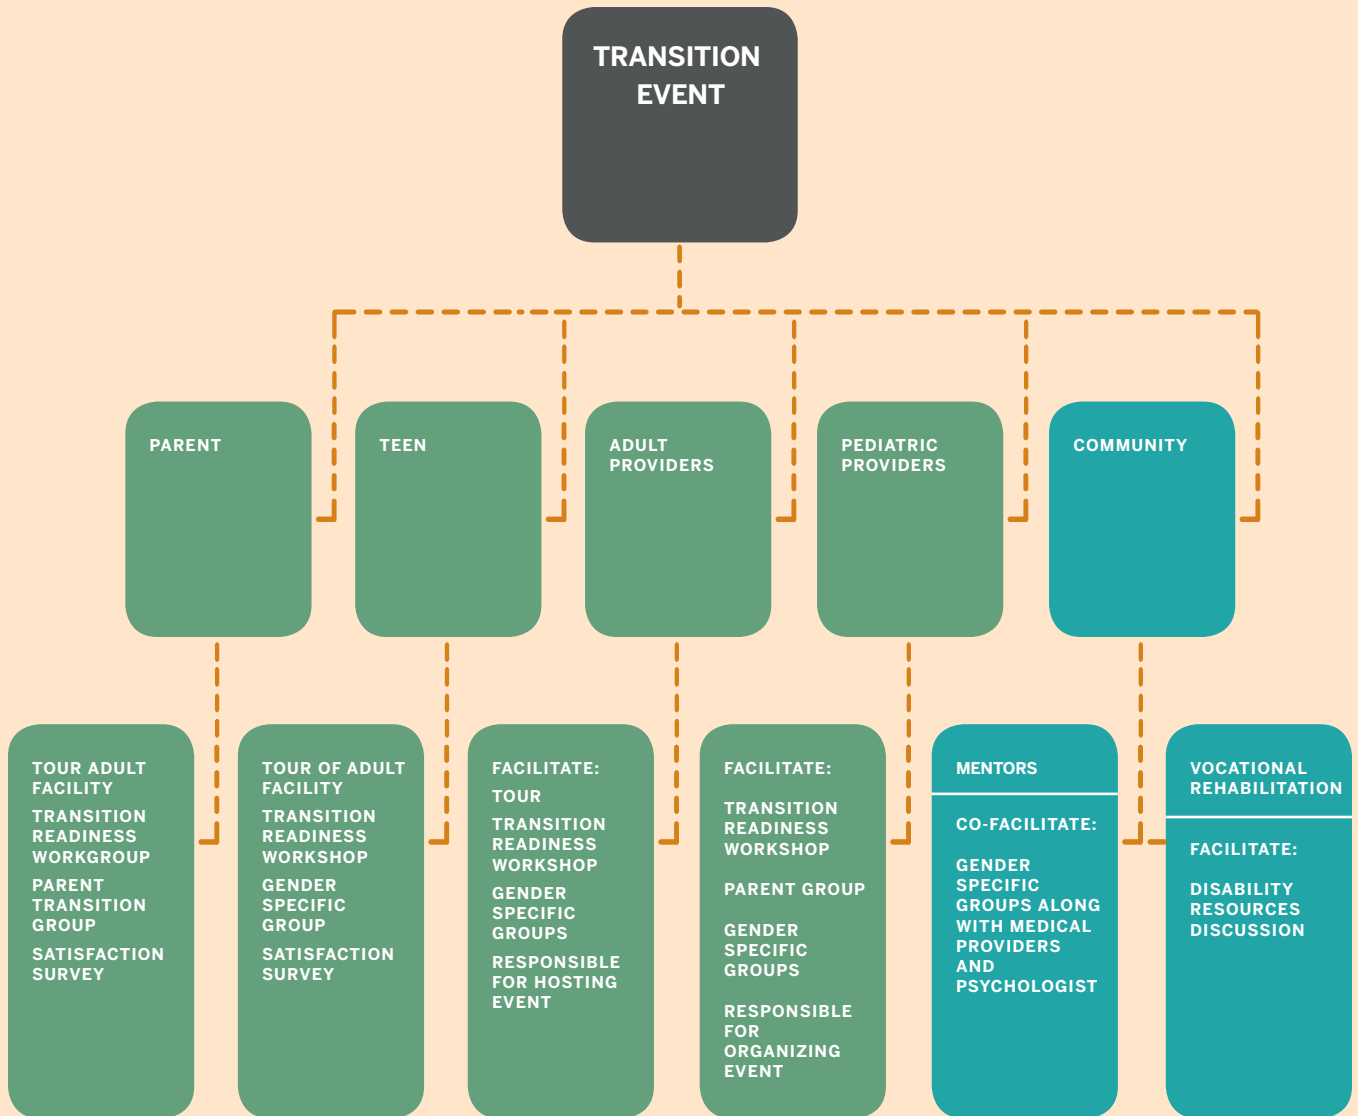 TRANSITION
EVENT
PARENT
TEEN
ADULT
PROVIDERS
PEDIATRIC
PROVIDERS
COMMUNITY
TOUR ADULT
FACILITY
TRANSITION
READINESS
WORKGROUP
PARENT
TRANSITION
GROUP
SATISFACTION
SURVEY
TOUR OF ADULT
FACILITY
TRANSITION
READINESS
WORKSHOP
GENDER
SPECIFIC
GROUP
SATISFACTION
SURVEY
FACILITATE:
TOUR
TRANSITION
READINESS
WORKSHOP
GENDER
SPECIFIC
GROUPS
RESPONSIBLE
FOR HOSTING
EVENT
FACILITATE:
TRANSITION
READINESS
WORKSHOP
PARENT GROUP
GENDER
SPECIFIC
GROUPS
RESPONSIBLE
FOR
ORGANIZING
EVENT
MENTORS
CO-FACILITATE:
GENDER
SPECIFIC
GROUPS ALONG
WITH MEDICAL
PROVIDERS
AND
PSYCHOLOGIST
VOCATIONAL
REHABILITATION
FACILITATE:
DISABILITY
RESOURCES
DISCUSSION